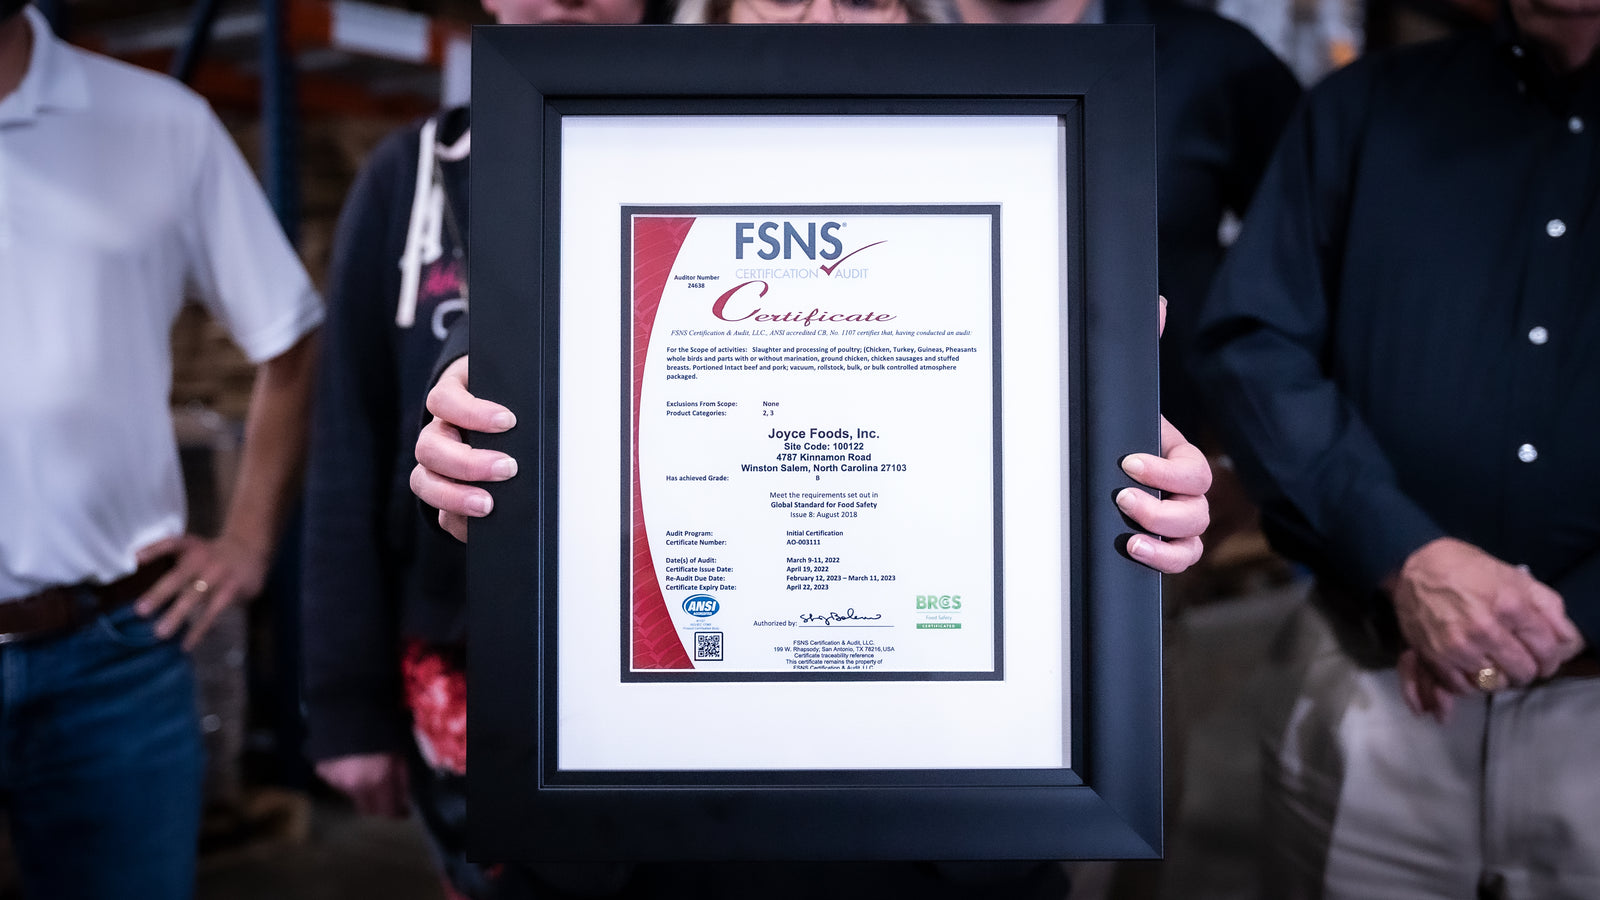 FSNS®
CERTIFICATION AUDIT
Auditor Number
24638
Certificate
FSNS Certification & Audit, LLC., ANSI accredited CB, No. 1107 certifies that, having conducted an audit:
For the Scope of activities: Slaughter and processing of poultry; (Chicken, Turkey, Guineas, Pheasants
whole birds and parts with or without marination, ground chicken, chicken sausages and stuffed
breasts. Portioned Intact beef and pork; vacuum, rollstock, bulk, or bulk controlled atmosphere
packaged.
Exclusions From Scope: None
Product Categories: 2, 3
Joyce Foods, Inc.
Site Code: 100122
4787 Kinnamon Road
Winston Salem, North Carolina 27103
Has achieved Grade: B
Meet the requirements set out in
Global Standard for Food Safety
Issue 8: August 2018
Audit Program: Initial Certification
Certificate Number: AO-003111
Date(s) of Audit: March 9-11, 2022
Certificate Issue Date: April 19, 2022
Re-Audit Due Date: February 12, 2023 – March 11, 2023
Certificate Expiry Date: April 22, 2023
ANSI
BRCGS
Food Safety
CERTIFICATED
Authorized by:
FSNS Certification & Audit, LLC.
199 W. Rhapsody; San Antonio, TX 78216, USA
Certificate traceability reference
This certificate remains the property of
FSNS Certification & Audit, LLC